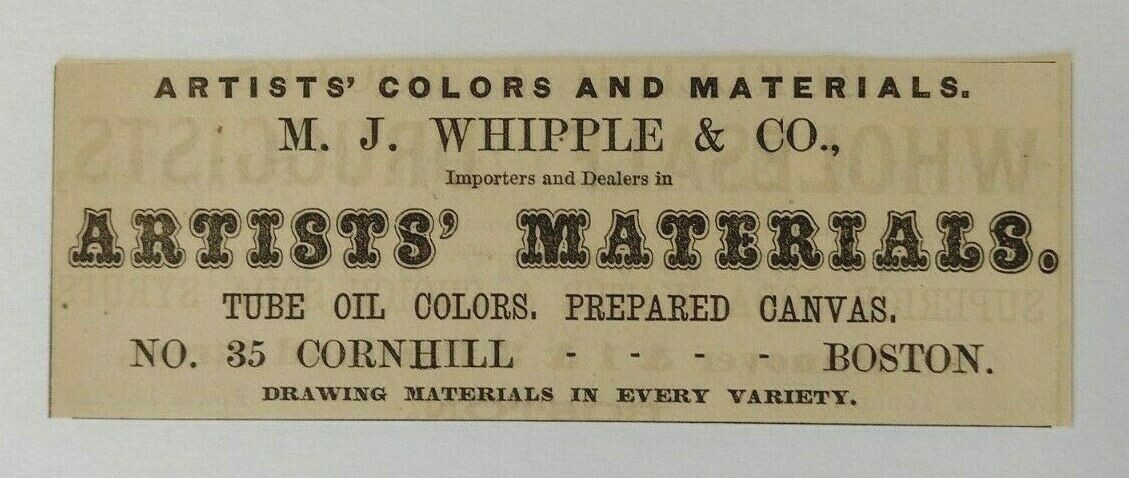 ARTISTS' COLORS AND MATERIALS.
M. J. WHIPPLE & CO.,
Importers and Dealers in
ARTISTS' MATERIALS.
TUBE OIL COLORS. PREPARED CANVAS.
NO. 35 CORNHILL - - - - BOSTON.
DRAWING MATERIALS IN EVERY VARIETY.